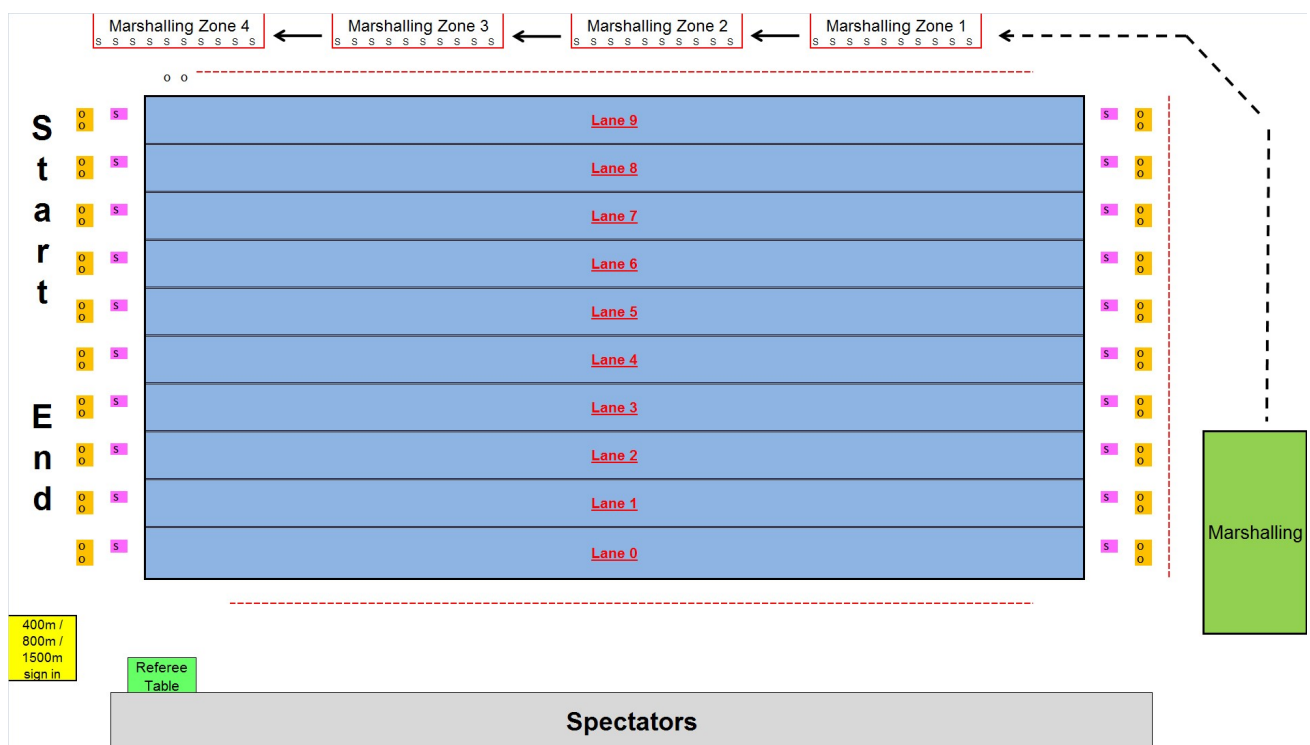 Marshalling Zone 4
s s s s s s s s s s
Marshalling Zone 3
s s s s s s s s s s
Marshalling Zone 2
s s s s s s s s s s
Marshalling Zone 1
s s s s s s s s s s
o o
Start
End
o s Lane 9 s o
o o
o s Lane 8 s o
o o
o s Lane 7 s o
o o
o s Lane 6 s o
o o
o s Lane 5 s o
o o
o s Lane 4 s o
o o
o s Lane 3 s o
o o
o s Lane 2 s o
o o
o s Lane 1 s o
o o
o s Lane 0 s o
o o
Marshalling
400m /
800m /
1500m
sign in
Referee
Table
Spectators